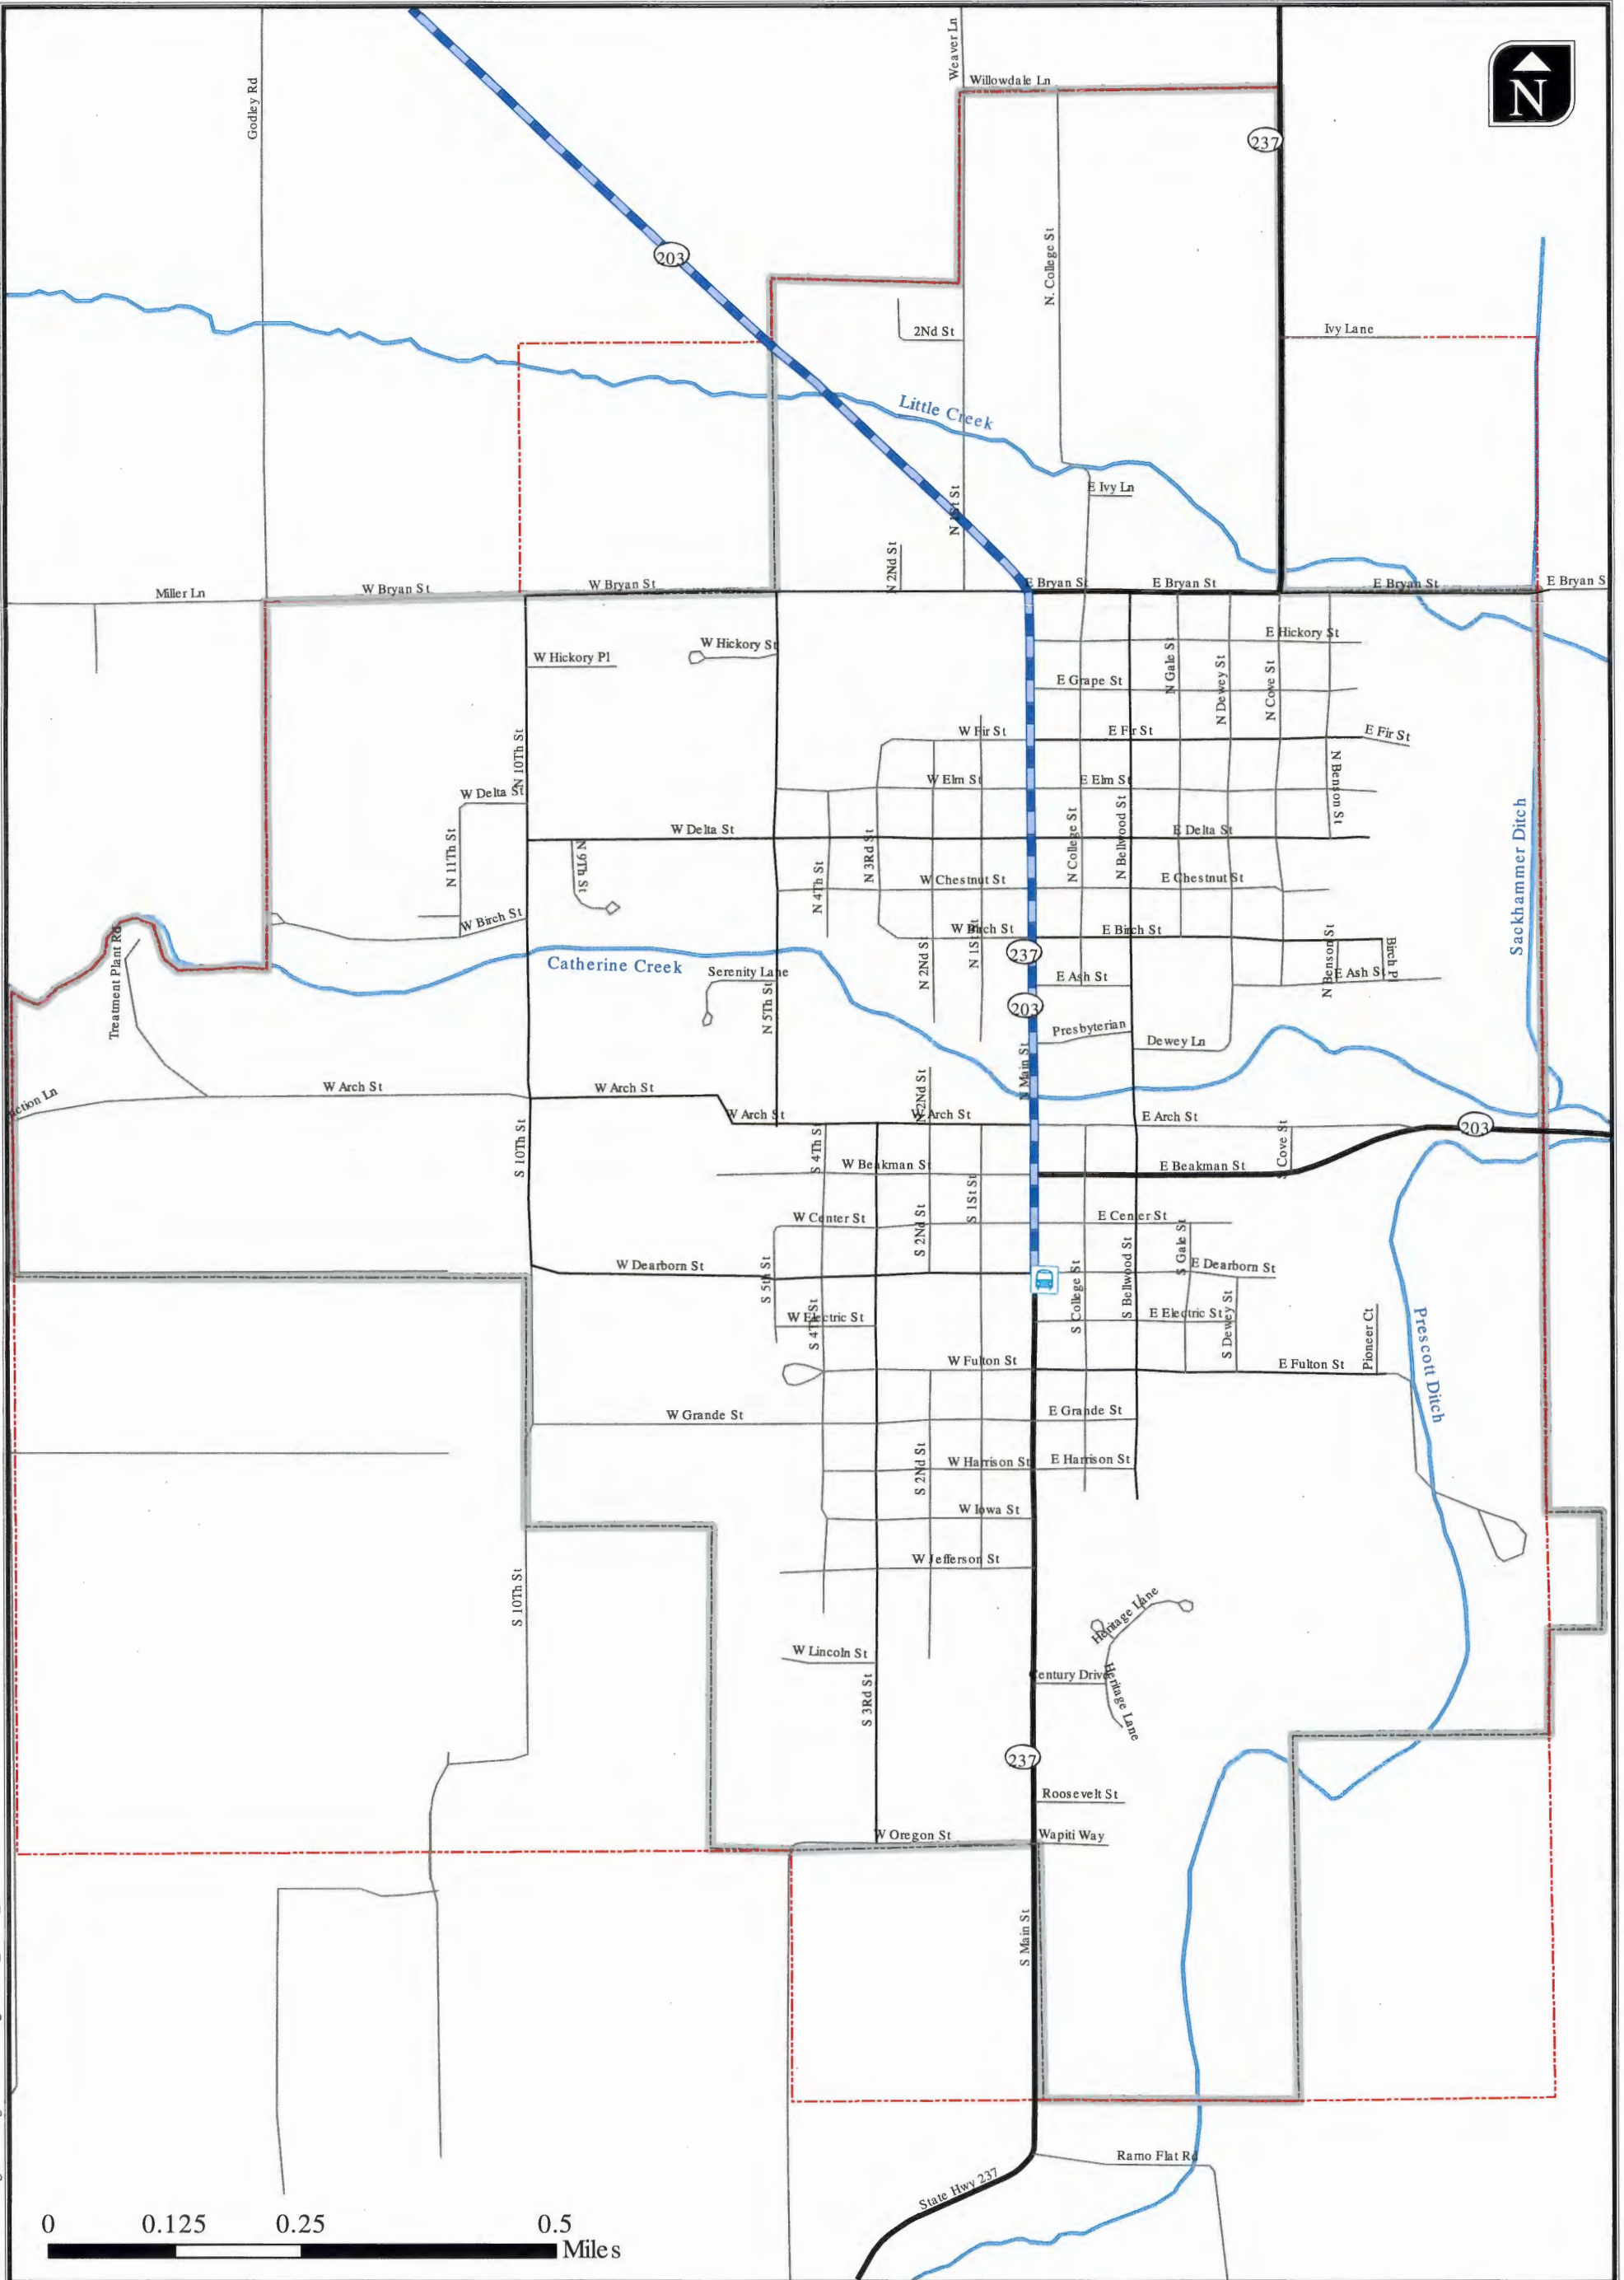 Weaver Ln
Willowdale Ln
N
Godley Rd
237
N. College St
203
2Nd St
Ivy Lane
Little Creek
E Ivy Ln
N 1St St
N 2Nd St
Miller Ln
W Bryan St
W Bryan St
E Bryan St
E Bryan St
E Bryan St
E Bryan S
W Hickory Pl
W Hickory St
E Hickory St
N Gale St
E Grape St
N Dewey St
N Cove St
N 10Th St
W Fir St
E Fir St
E Fir St
W Elm St
E Elm St
N Benson St
W Delta St
W Delta St
E Delta St
N 11Th St
N 9Th St
N 4Th St
N 3Rd St
N College St
N Bellwood St
W Chestnut St
E Chestnut St
Sackhammer Ditch
W Birch St
W Birch St
E Birch St
Treatment Plant Rd
N 2Nd St
N 1St St
237
N Benson St
Birch Pl
Catherine Creek
Serenity Lane
E Ash St
E Ash St
N 5Th St
203
Presbyterian
Dewey Ln
N Main St
ction Ln
W Arch St
W Arch St
W Arch St
W Arch St
N 2Nd St
E Arch St
203
S 10Th St
S 4Th St
W Beakman St
E Beakman St
S Cove St
S 1St St
W Center St
S 2Nd St
E Center St
S Gale St
W Dearborn St
E Dearborn St
S 5th St
S College St
S Bellwood St
W Electric St
S 4Th St
E Electric St
S Dewey St
Pioneer Ct
Prescott Ditch
W Fulton St
E Fulton St
W Grande St
E Grande St
W Harrison St
E Harrison St
S 2Nd St
W Iowa St
W Jefferson St
S 10Th St
Heritage Lane
W Lincoln St
Century Drive
Heritage Lane
S 3Rd St
237
Roosevelt St
W Oregon St
Wapiti Way
S Main St
Ramo Flat Rd
State Hwy 237
0 0.125 0.25 0.5
Miles